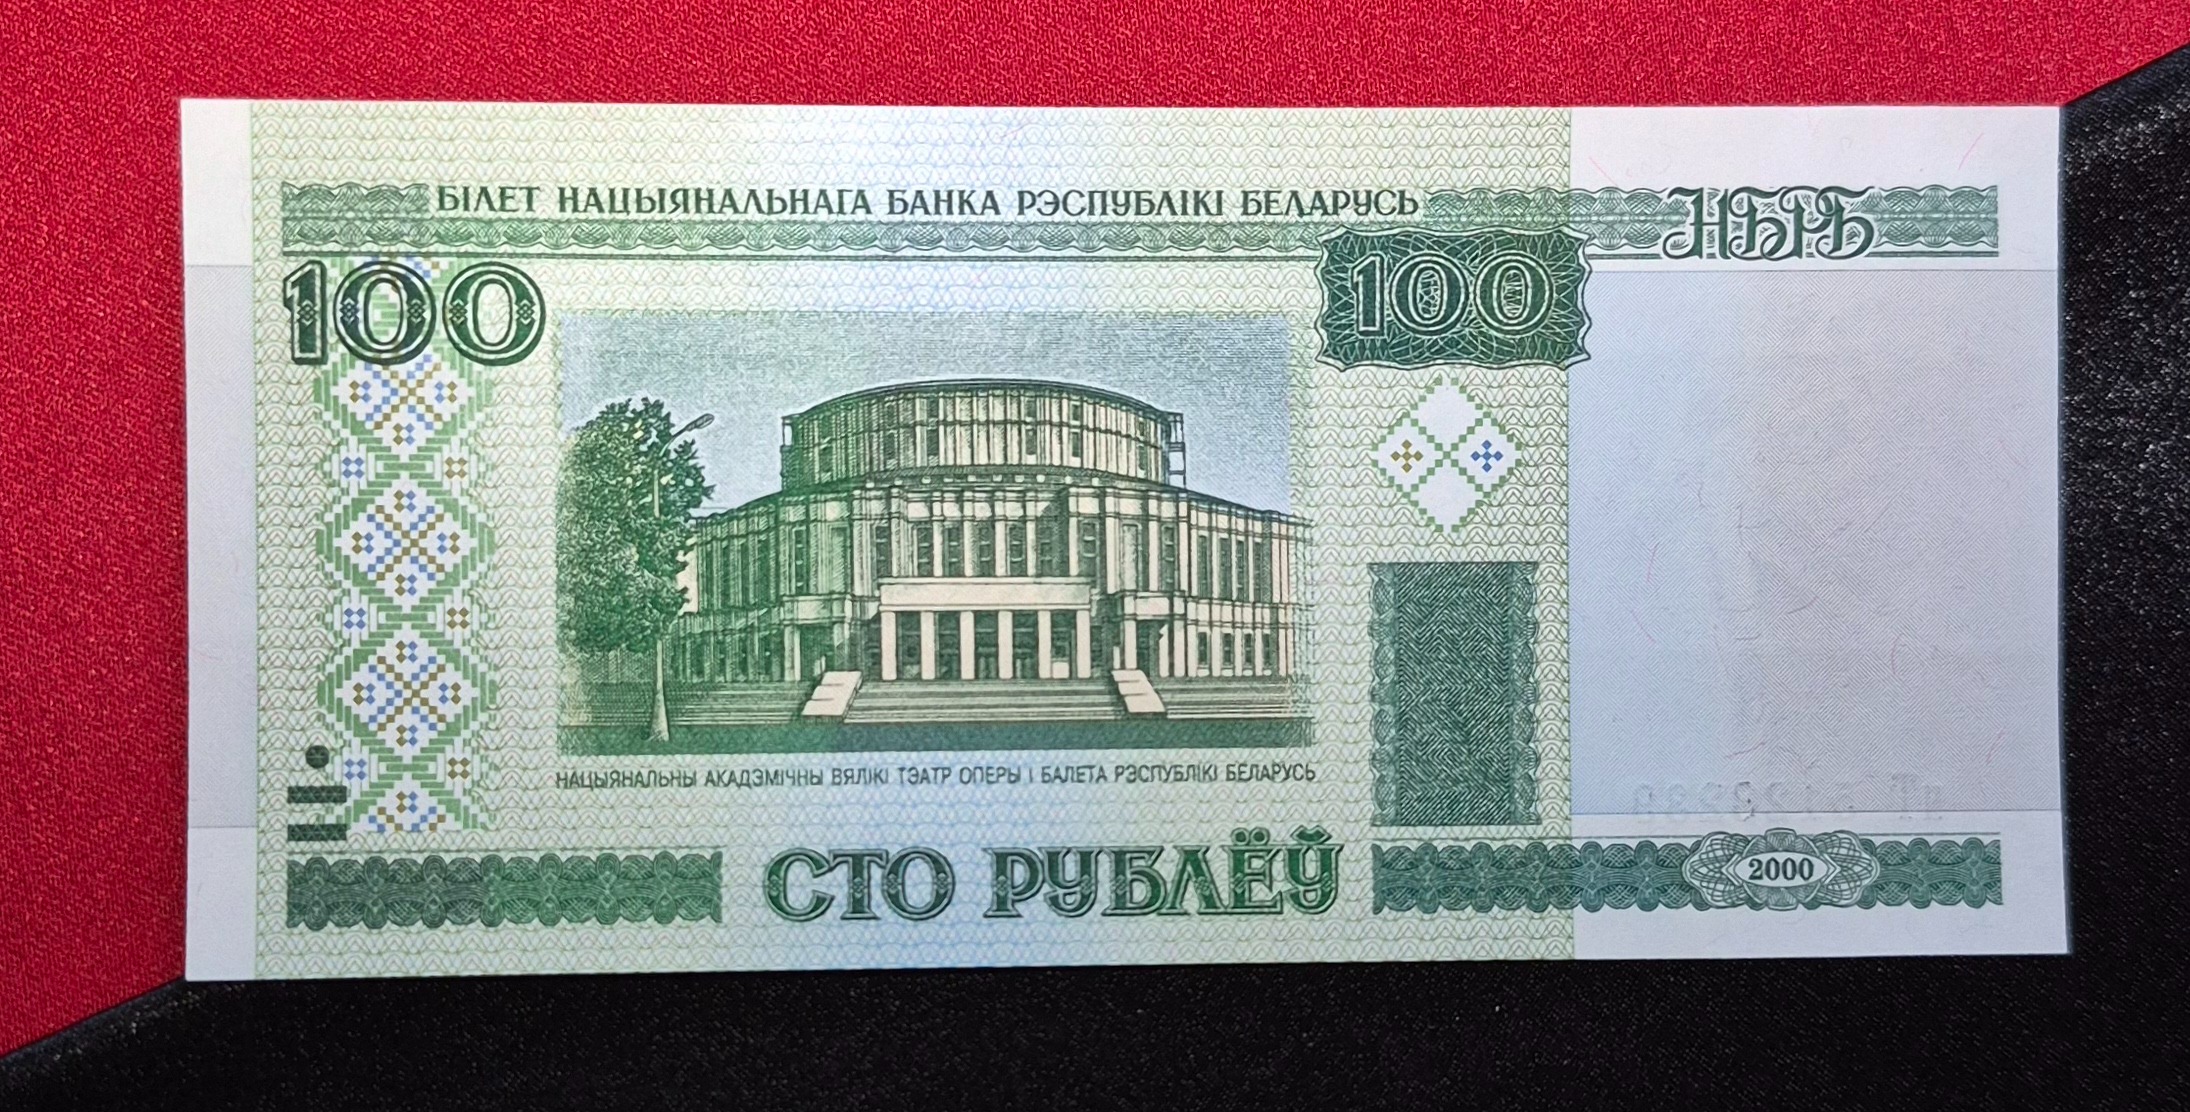 БІЛЕТ НАЦЫЯНАЛЬНАГА БАНКА РЭСПУБЛІКІ БЕЛАРУСЬ
НБРБ
100
100
НАЦЫЯНАЛЬНЫ АКАДЭМІЧНЫ ВЯЛІКІ ТЭАТР ОПЕРЫ І БАЛЕТА РЭСПУБЛІКІ БЕЛАРУСЬ
СТО РУБЛЁЎ
2000